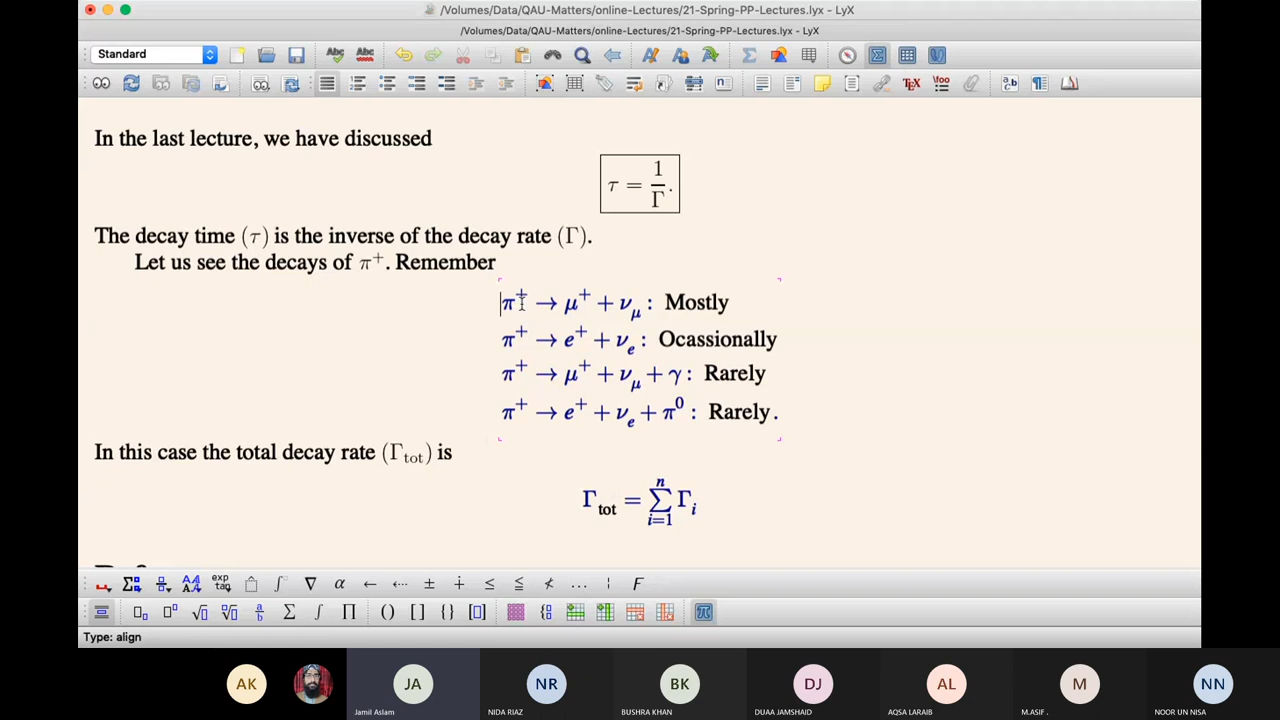 /Volumes/Data/QAU-Matters/online-Lectures/21-Spring-PP-Lectures.lyx - LyX
/Volumes/Data/QAU-Matters/online-Lectures/21-Spring-PP-Lectures.lyx - LyX
Standard
In the last lecture, we have discussed
τ = 1/Γ.
The decay time (τ) is the inverse of the decay rate (Γ).
Let us see the decays of π⁺. Remember
π⁺ → μ⁺ + ν_μ : Mostly
π⁺ → e⁺ + ν_e : Ocassionally
π⁺ → μ⁺ + ν_μ + γ : Rarely
π⁺ → e⁺ + ν_e + π⁰ : Rarely.
In this case the total decay rate (Γ_tot) is
Γ_tot = ∑_{i=1}^{n} Γ_i
Type: align
AK JA NR BK DJ AL M NN
Jamil Aslam NIDA RIAZ BUSHRA KHAN DUAA JAMSHAID AQSA LARAIB M.ASIF . NOOR UN NISA